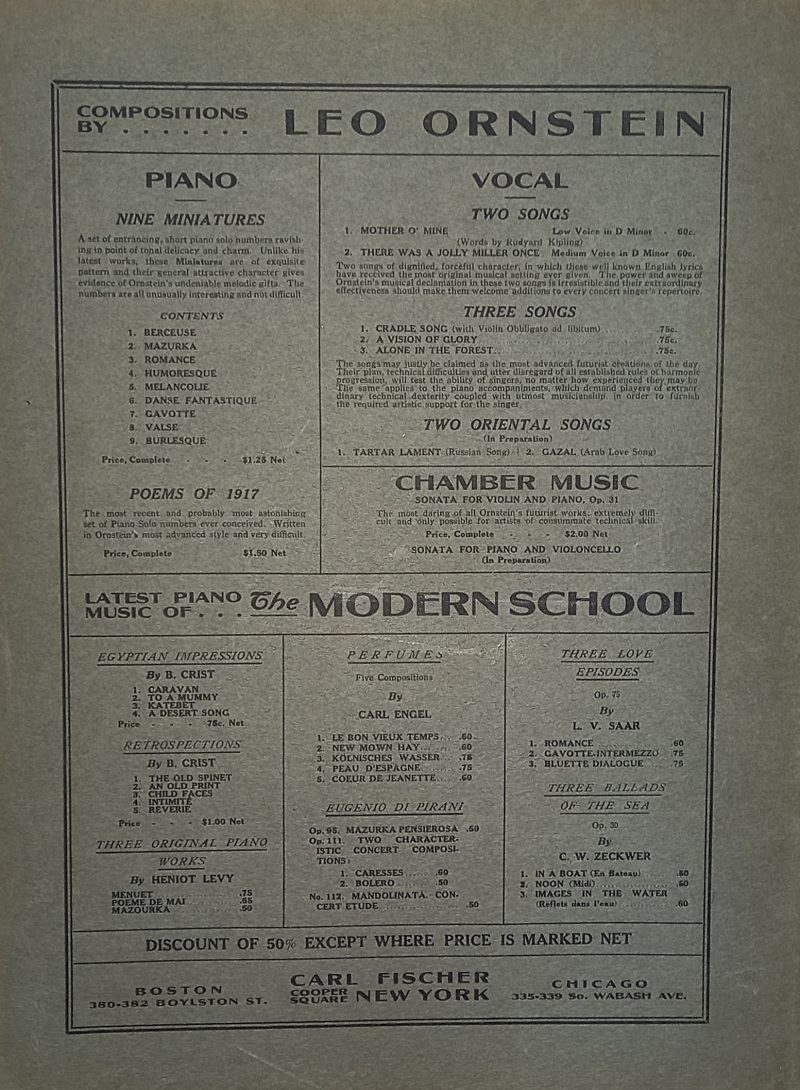 COMPOSITIONS
BY . . . . . . . LEO ORNSTEIN
PIANO
NINE MINIATURES
A set of entrancing, short piano solo numbers ravish-
ing in point of tonal delicacy and charm. Unlike his
latest works, these Miniatures are of exquisite
pattern and their general attractive character gives
evidence of Ornstein's undeniable melodic gifts. The
numbers are all unusually interesting and not difficult.
CONTENTS
1. BERCEUSE
2. MAZURKA
3. ROMANCE
4. HUMORESQUE
5. MELANCOLIE
6. DANSE FANTASTIQUE
7. GAVOTTE
8. VALSE
9. BURLESQUE
Price, Complete - - - $1.25 Net
POEMS OF 1917
The most recent and probably most astonishing
set of Piano Solo numbers ever conceived. Written
in Ornstein's most advanced style and very difficult.
Price, Complete $1.50 Net
VOCAL
TWO SONGS
1. MOTHER O' MINE Low Voice in D Minor - 60c.
(Words by Rudyard Kipling)
2. THERE WAS A JOLLY MILLER ONCE Medium Voice in D Minor 60c.
Two songs of dignified, forceful character, in which these well known English lyrics
have received the most original musical setting ever given. The power and sweep of
Ornstein's musical declamation in these two songs is irresistible and their extraordinary
effectiveness should make them welcome additions to every concert singer's repertoire.
THREE SONGS
1. CRADLE SONG (with Violin Obbligato ad libitum) .75c.
2. A VISION OF GLORY .75c.
3. ALONE IN THE FOREST .75c.
The songs may justly be claimed as the most advanced futurist creations of the day.
Their plan, technical difficulties and utter disregard of all established rules of harmonic
progression, will test the ability of singers, no matter how experienced they may be.
The same applies to the piano accompaniments, which demand players of extraor-
dinary technical dexterity coupled with utmost musicianship, in order to furnish
the required artistic support for the singer.
TWO ORIENTAL SONGS
(In Preparation)
1. TARTAR LAMENT (Russian Song) | 2. GAZAL (Arab Love Song)
CHAMBER MUSIC
SONATA FOR VIOLIN AND PIANO, Op. 31
The most daring of all Ornstein's futurist works; extremely diffi-
cult and only possible for artists of consummate technical skill.
Price, Complete - - - $2.00 Net
SONATA FOR PIANO AND VIOLONCELLO
(In Preparation)
LATEST PIANO
MUSIC OF . . . The MODERN SCHOOL
EGYPTIAN IMPRESSIONS
By B. CRIST
1. CARAVAN
2. TO A MUMMY
3. KATEBET
4. A DESERT SONG
Price - - - 75c. Net
RETROSPECTIONS
By B. CRIST
1. THE OLD SPINET
2. AN OLD PRINT
3. CHILD FACES
4. INTIMITÉ
5. REVERIE
Price - - - $1.00 Net
THREE ORIGINAL PIANO
WORKS
By HENIOT LEVY
MENUET .75
POEME DE MAI .65
MAZOURKA .50
PERFUMES
Five Compositions
By
CARL ENGEL
1. LE BON VIEUX TEMPS .60
2. NEW MOWN HAY .60
3. KÖLNISCHES WASSER .75
4. PEAU D'ESPAGNE .75
5. COEUR DE JEANETTE .60
EUGENIO DI PIRANI
Op. 95. MAZURKA PENSIEROSA .50
Op. 111. TWO CHARACTER-
ISTIC CONCERT COMPOSI-
TIONS:
1. CARESSES .60
2. BOLERO .50
No. 112. MANDOLINATA. CON-
CERT ETUDE .50
THREE LOVE
EPISODES
Op. 75
By
L. V. SAAR
1. ROMANCE .60
2. GAVOTTE-INTERMEZZO .75
3. BLUETTE DIALOGUE .75
THREE BALLADS
OF THE SEA
Op. 30
By
C. W. ZECKWER
1. IN A BOAT (En Bateau) .50
2. NOON (Midi) .60
3. IMAGES IN THE WATER
(Reflets dans l'eau) .60
DISCOUNT OF 50% EXCEPT WHERE PRICE IS MARKED NET
BOSTON
380-382 BOYLSTON ST.
CARL FISCHER
COOPER SQUARE NEW YORK
CHICAGO
335-339 So. WABASH AVE.